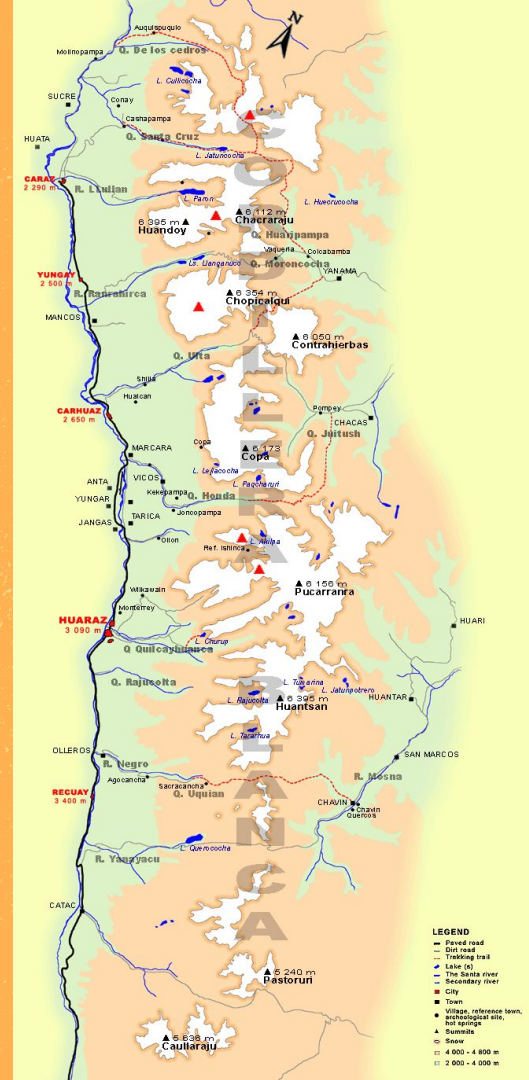 N
Auquispuquio
Q. De los cedros
Molinopampa
L. Cullicocha
SUCRE
Conay
Cashapampa
Q. Santa Cruz
HUATA
L. Jatuncocha
CARAZ
2 290 m
R. Llullan
L. Paron
L. Huecrucocha
6 395 m
Huandoy
6 112 m
Chacraraju
Q. Huaripampa
Vaqueria
Colcabamba
Ls. Llanganuco
Q. Moroncocha
YANAMA
YUNGAY
2 500 m
R. Ranrahirca
6 354 m
Chopicalqui
MANCOS
6 050 m
Contrahierbas
Q. Ulta
Shilla
Hualcan
CARHUAZ
2 650 m
Pompey
CHACAS
Q. Juitush
Copa
6 173
Copa
MARCARA
L. Lejiacocha
VICOS
L. Paqcharuri
ANTA
Kekepampa
Q. Honda
YUNGAR
Joncopampa
TARICA
JANGAS
Ollon
L. Akilpa
Ref. Ishinca
6 156 m
Pucarranra
Wilkawain
Monterrey
HUARAZ
3 090 m
HUARI
L. Churup
Q Quilcayhuanca
Q. Rajucolta
L. Tumarina
L. Jatunpotrero
L. Rajucolta
6 395 m
Huantsan
HUANTAR
L. Tararhua
OLLEROS
SAN MARCOS
R. Negro
Agocancha
R. Mosna
Sacracancha
RECUAY
3 400 m
Q. Uquian
CHAVIN
Chavin
Quercos
L. Querococha
R. Yanayacu
CATAC
5 240 m
Pastoruri
5 636 m
Caullaraju
CORDILLERA BLANCA
LEGEND
Paved road
Dirt road
Trekking trail
Lake (s)
The Santa river
Secondary river
City
Town
Village, reference town,
archeological site,
hot springs
Summits
Snow
4 000 - 4 800 m
2 000 - 4 000 m